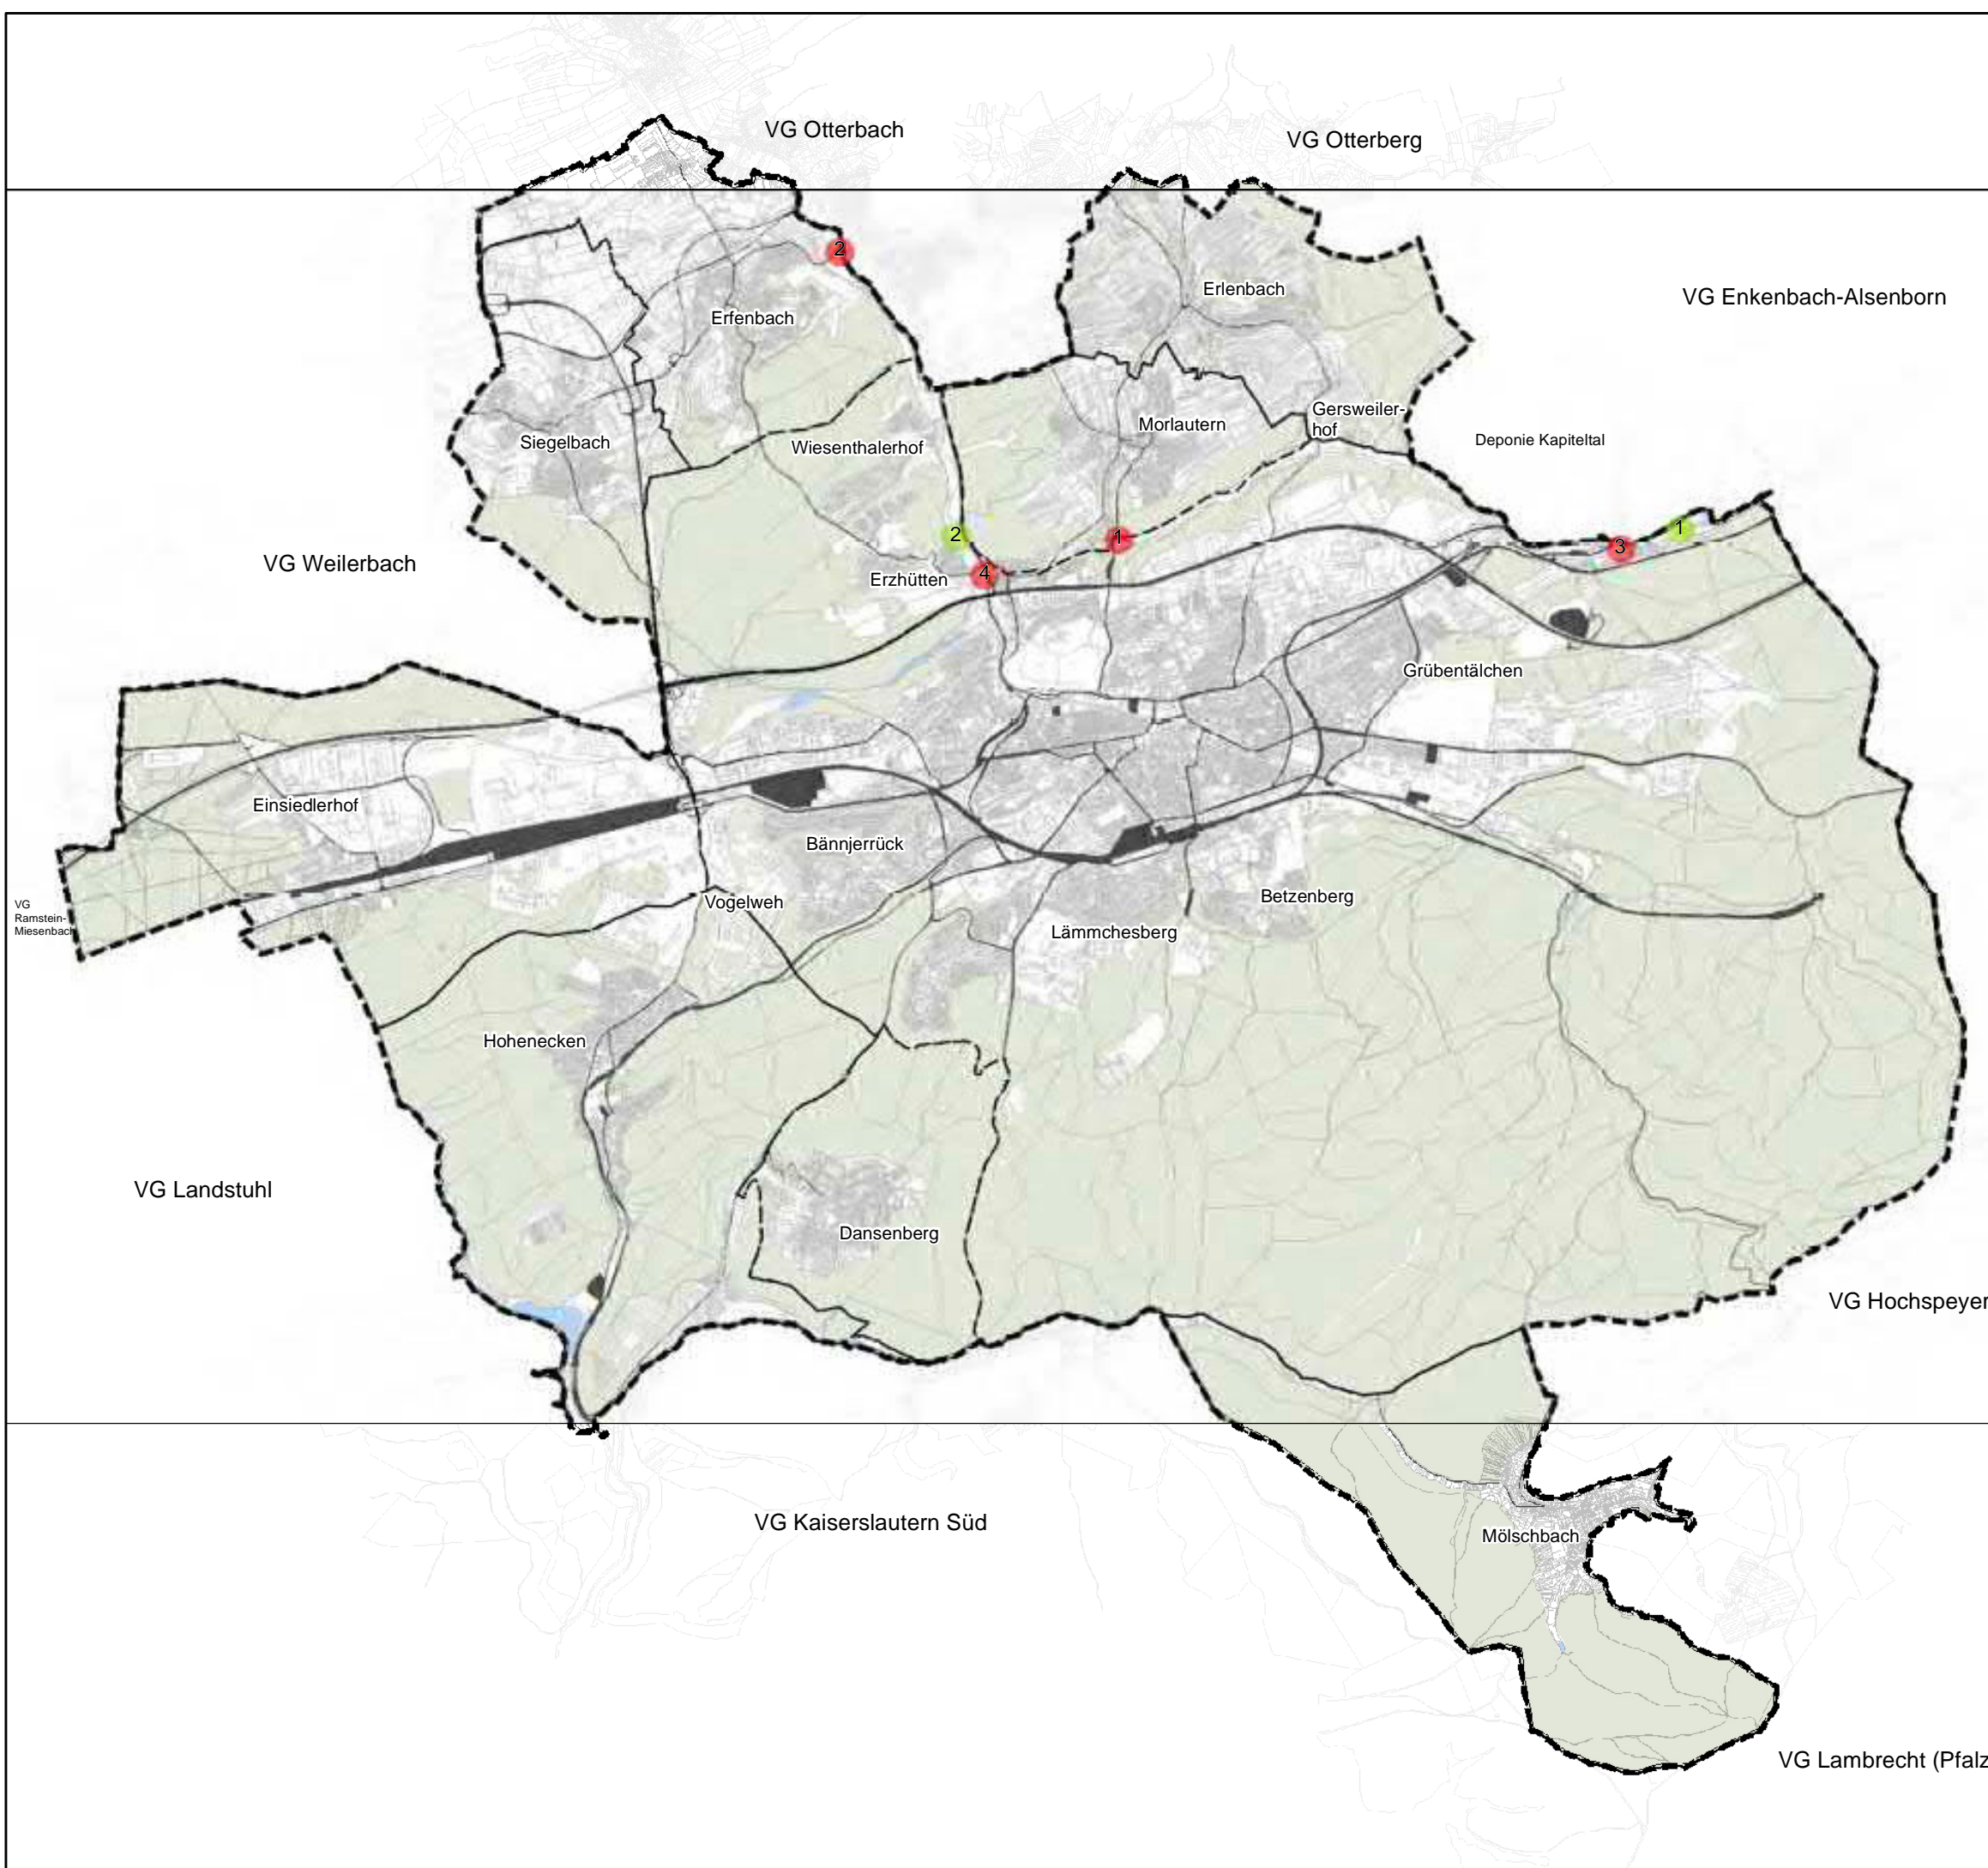 VG Otterbach
VG Otterberg
2
Erlenbach
VG Enkenbach-Alsenborn
Erfenbach
Gersweiler-
hof
Morlautern
Deponie Kapiteltal
Siegelbach
Wiesenthalerhof
2
1
1
3
VG Weilerbach
4
Erzhütten
Grübentälchen
Einsiedlerhof
Bännjerrück
Betzenberg
Vogelweh
VG
Ramstein-
Miesenbach
Lämmchesberg
Hohenecken
VG Landstuhl
Dansenberg
VG Hochspeyer
VG Kaiserslautern Süd
Mölschbach
VG Lambrecht (Pfalz